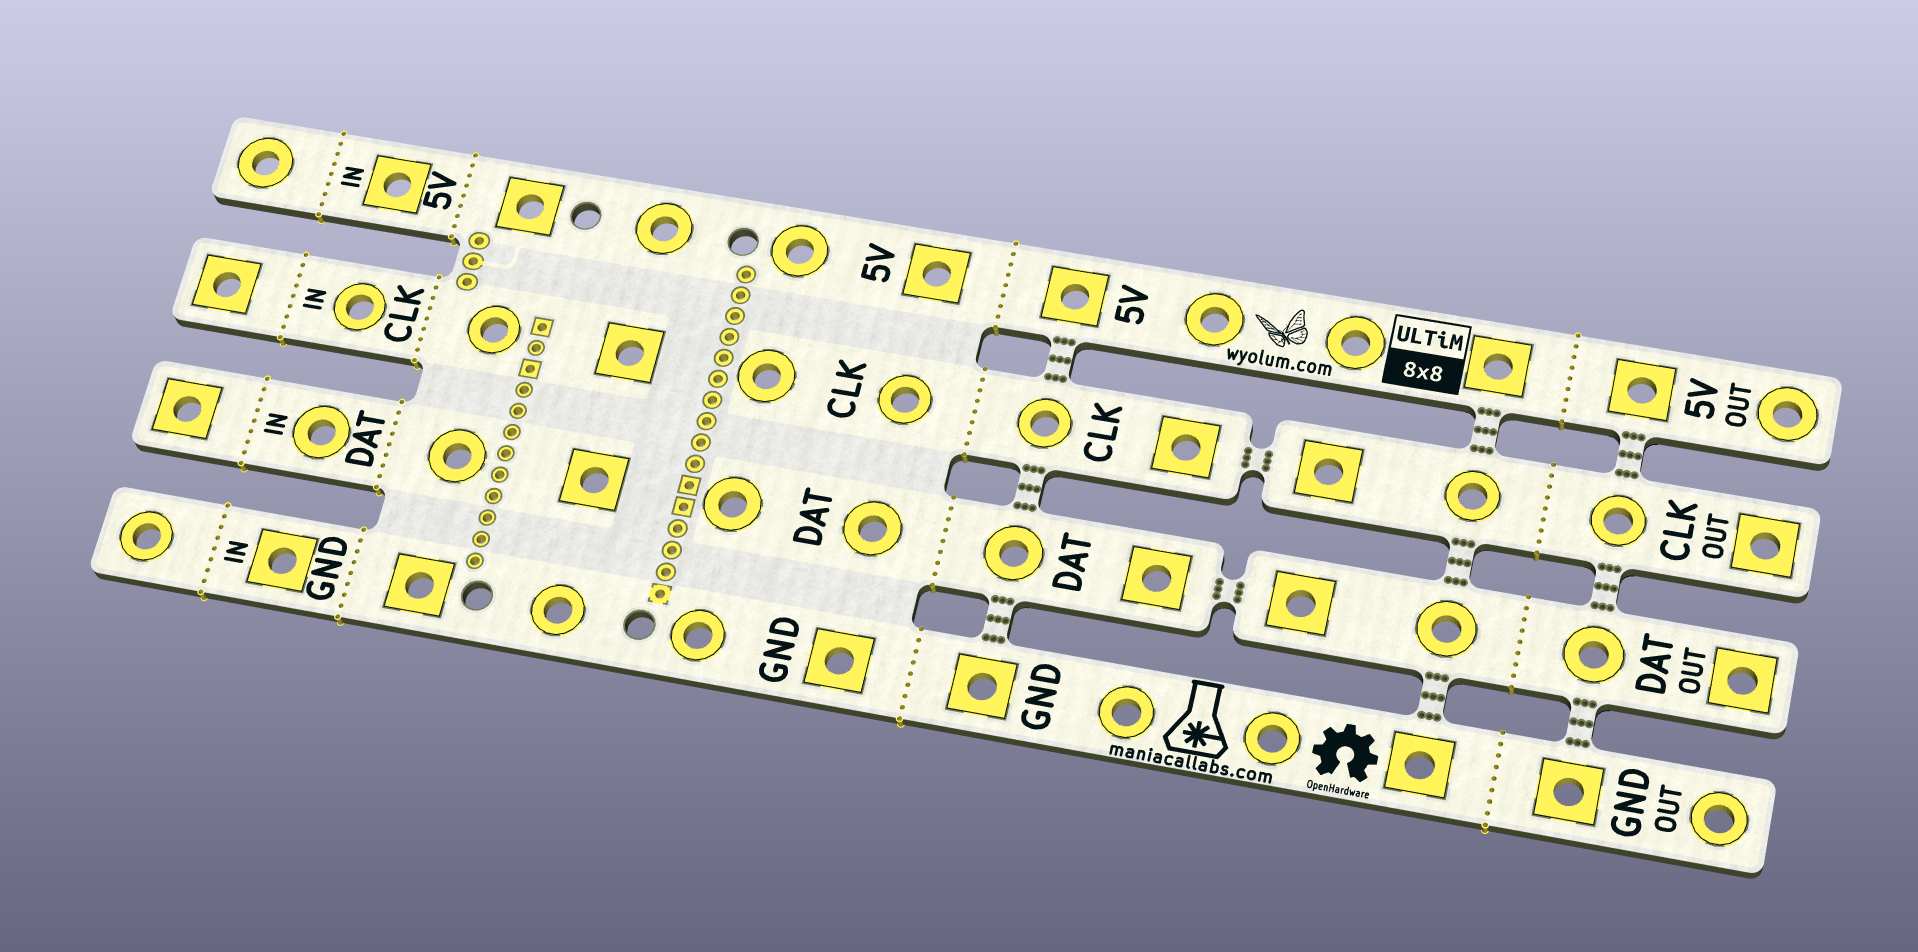 IN
5V
5V
5V
wyolum.com
ULTiM
8x8
5V
OUT
IN
CLK
CLK
CLK
CLK
OUT
IN
DAT
DAT
DAT
DAT
OUT
IN
GND
GND
GND
maniacallabs.com
OpenHardware
GND
OUT